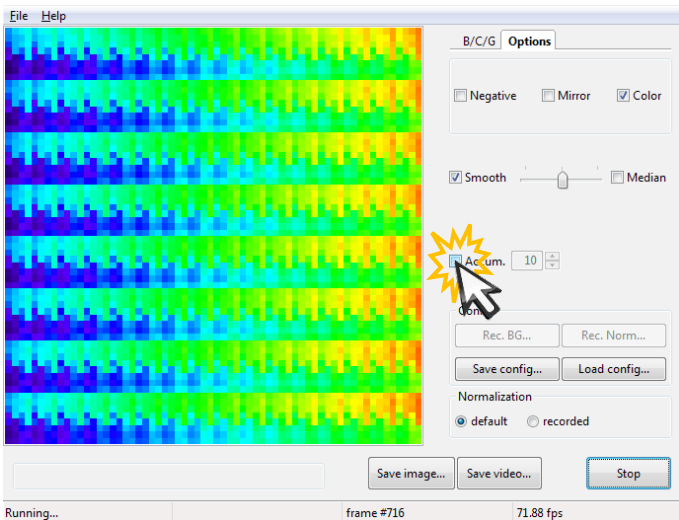 File Help
B/C/G Options
Negative Mirror Color
Smooth Median
Accum. 10
Rec. BG... Rec. Norm...
Save config... Load config...
Normalization
default recorded
Save image... Save video... Stop
Running... frame #716 71.88 fps